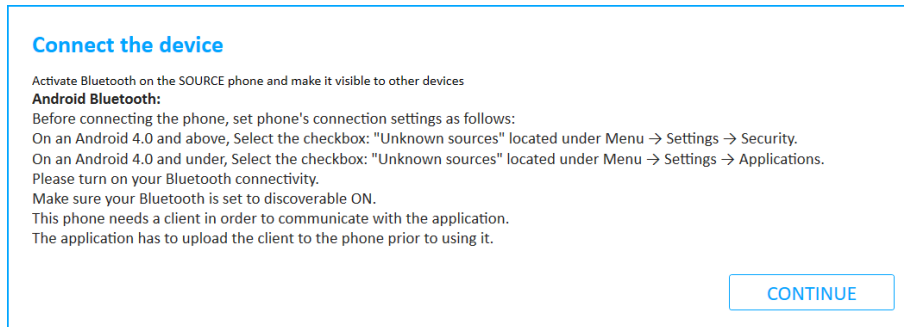 Connect the device
Activate Bluetooth on the SOURCE phone and make it visible to other devices
Android Bluetooth:
Before connecting the phone, set phone's connection settings as follows:
On an Android 4.0 and above, Select the checkbox: "Unknown sources" located under Menu → Settings → Security.
On an Android 4.0 and under, Select the checkbox: "Unknown sources" located under Menu → Settings → Applications.
Please turn on your Bluetooth connectivity.
Make sure your Bluetooth is set to discoverable ON.
This phone needs a client in order to communicate with the application.
The application has to upload the client to the phone prior to using it.
CONTINUE